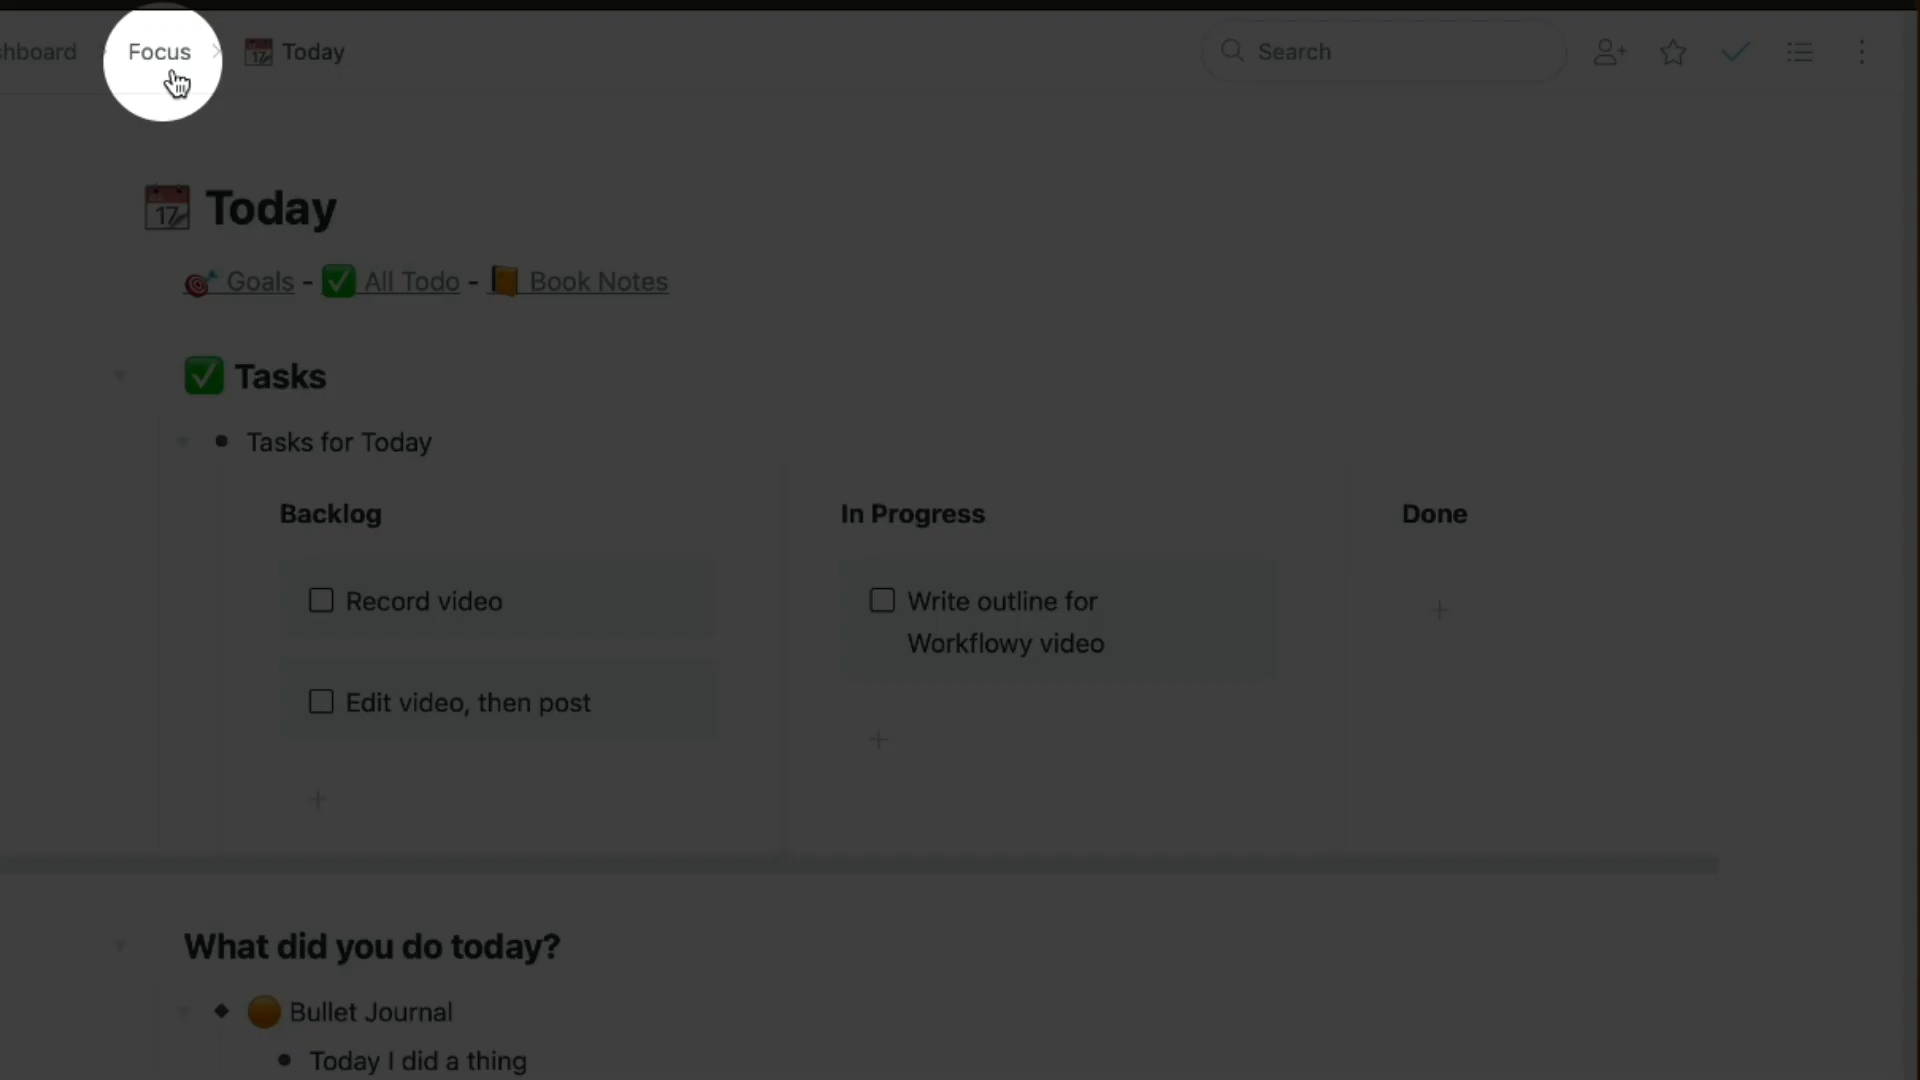 shboard > Focus > Today
Search
Today
Goals - All Todo - Book Notes
Tasks
Tasks for Today
Backlog
In Progress
Done
Record video
Write outline for
Workflowy video
Edit video, then post
+
+
+
What did you do today?
Bullet Journal
Today I did a thing